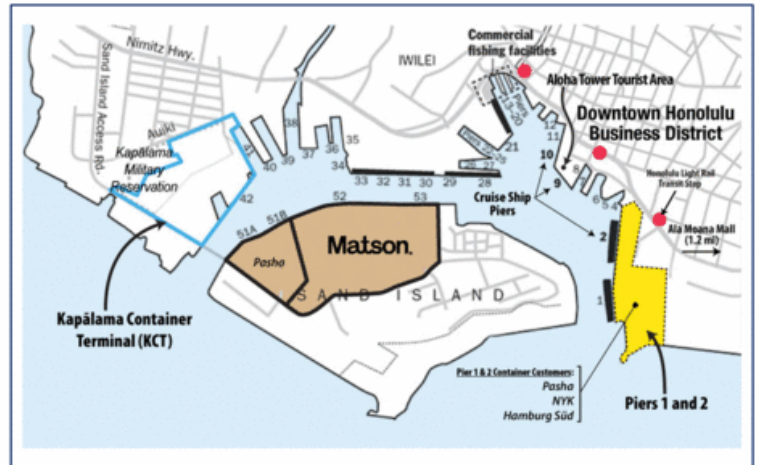 Nimitz Hwy.
Sand Island Access Rd.
Auiki
Kapālama
Military
Reservation
IWILEI
Commercial
fishing facilities
Piers
13-20
Aloha Tower Tourist Area
Downtown Honolulu
Business District
Honolulu Light Rail
Transit Stop
Ala Moana Mall
(1.2 mi)
41
40
39
38
37
36
35
34
33
32
31
30
29
28
21
12
11
10
9
8
6
5
4
2
1
42
Cruise Ship
Piers
51A
51B
52
53
Pasha
Matson.
SAND ISLAND
Kapālama Container
Terminal (KCT)
Pier 1 & 2 Container Customers:
Pasha
NYK
Hamburg Süd
Piers 1 and 2